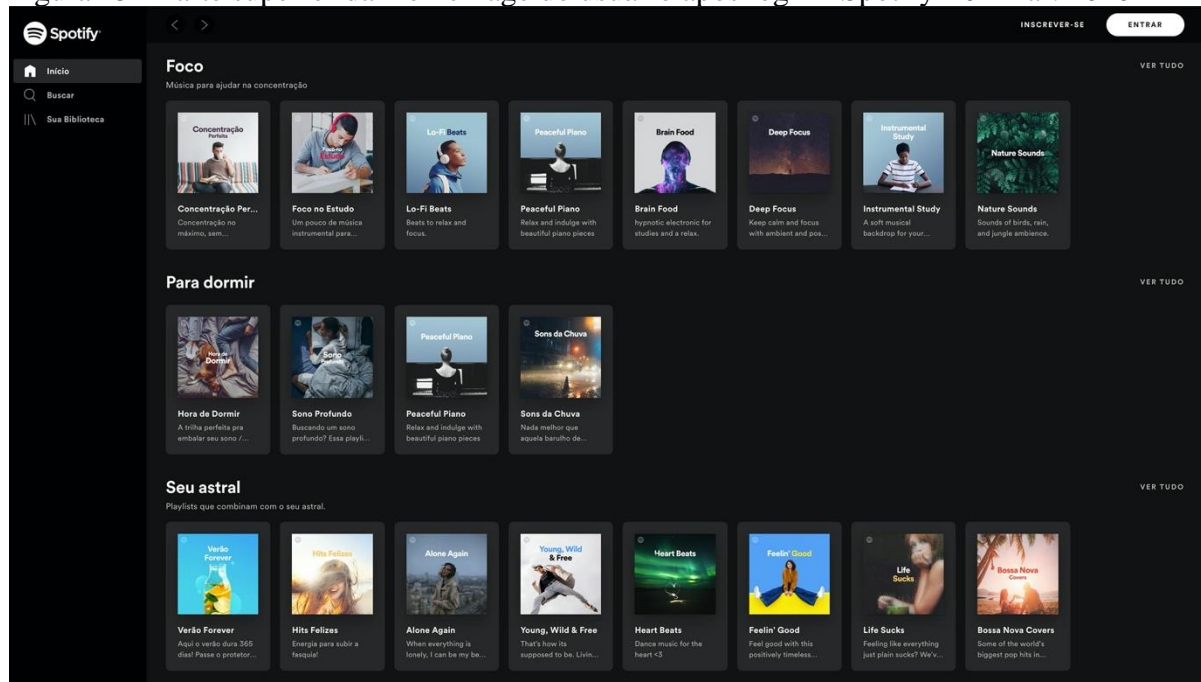 Spotify
INSCREVER-SE
ENTRAR
Início
Buscar
Sua Biblioteca
Foco
VER TUDO
Música para ajudar na concentração
Concentração
Perfeita
Foco no
Estudo
Lo-Fi Beats
Peaceful Piano
Brain Food
Deep Focus
Instrumental
Study
Nature Sounds
Concentração Per...
Concentração no
máximo, sem...
Foco no Estudo
Um pouco de música
instrumental para...
Lo-Fi Beats
Beats to relax and
focus.
Peaceful Piano
Relax and indulge with
beautiful piano pieces
Brain Food
hypnotic electronic for
studies and a relax.
Deep Focus
Keep calm and focus
with ambient and pos...
Instrumental Study
A soft musical
backdrop for your...
Nature Sounds
Sounds of birds, rain,
and jungle ambience.
Para dormir
VER TUDO
Hora de
Dormir
Sono
Profundo
Peaceful Piano
Sons da Chuva
Hora de Dormir
A trilha perfeita pra
embalar seu sono /...
Sono Profundo
Buscando um sono
profundo? Essa playli...
Peaceful Piano
Relax and indulge with
beautiful piano pieces
Sons da Chuva
Nada melhor que
aquela barulho de...
Seu astral
VER TUDO
Playlists que combinam com o seu astral.
Verão
Forever
Hits Felizes
Alone Again
Young, Wild
& Free
Heart Beats
Feelin' Good
Life
Sucks
Bossa Nova
Covers
Verão Forever
Aqui o verão dura 365
dias! Passe o protetor...
Hits Felizes
Energia para subir a
fasquia!
Alone Again
When everything is
lonely, I can be my be...
Young, Wild & Free
That's how its
supposed to be. Livin...
Heart Beats
Dance music for the
heart <3
Feelin' Good
Feel good with this
positively timeless...
Life Sucks
Feeling like everything
just plain sucks? We'v...
Bossa Nova Covers
Some of the world's
biggest pop hits in...